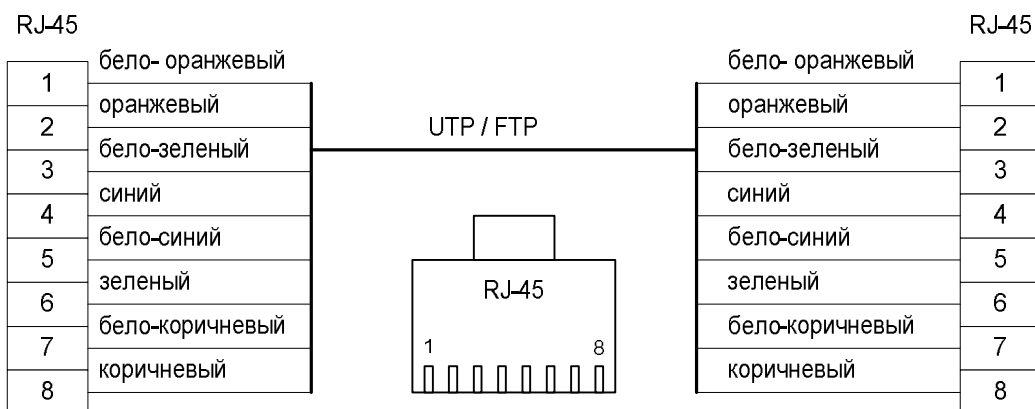 RJ-45
RJ-45
бело- оранжевый
бело- оранжевый
1
1
оранжевый
оранжевый
2
UTP / FTP
2
бело-зеленый
бело-зеленый
3
3
синий
синий
4
4
бело-синий
бело-синий
5
5
зеленый
RJ-45
зеленый
6
6
бело-коричневый
бело-коричневый
7
1 8
7
коричневый
коричневый
8
8